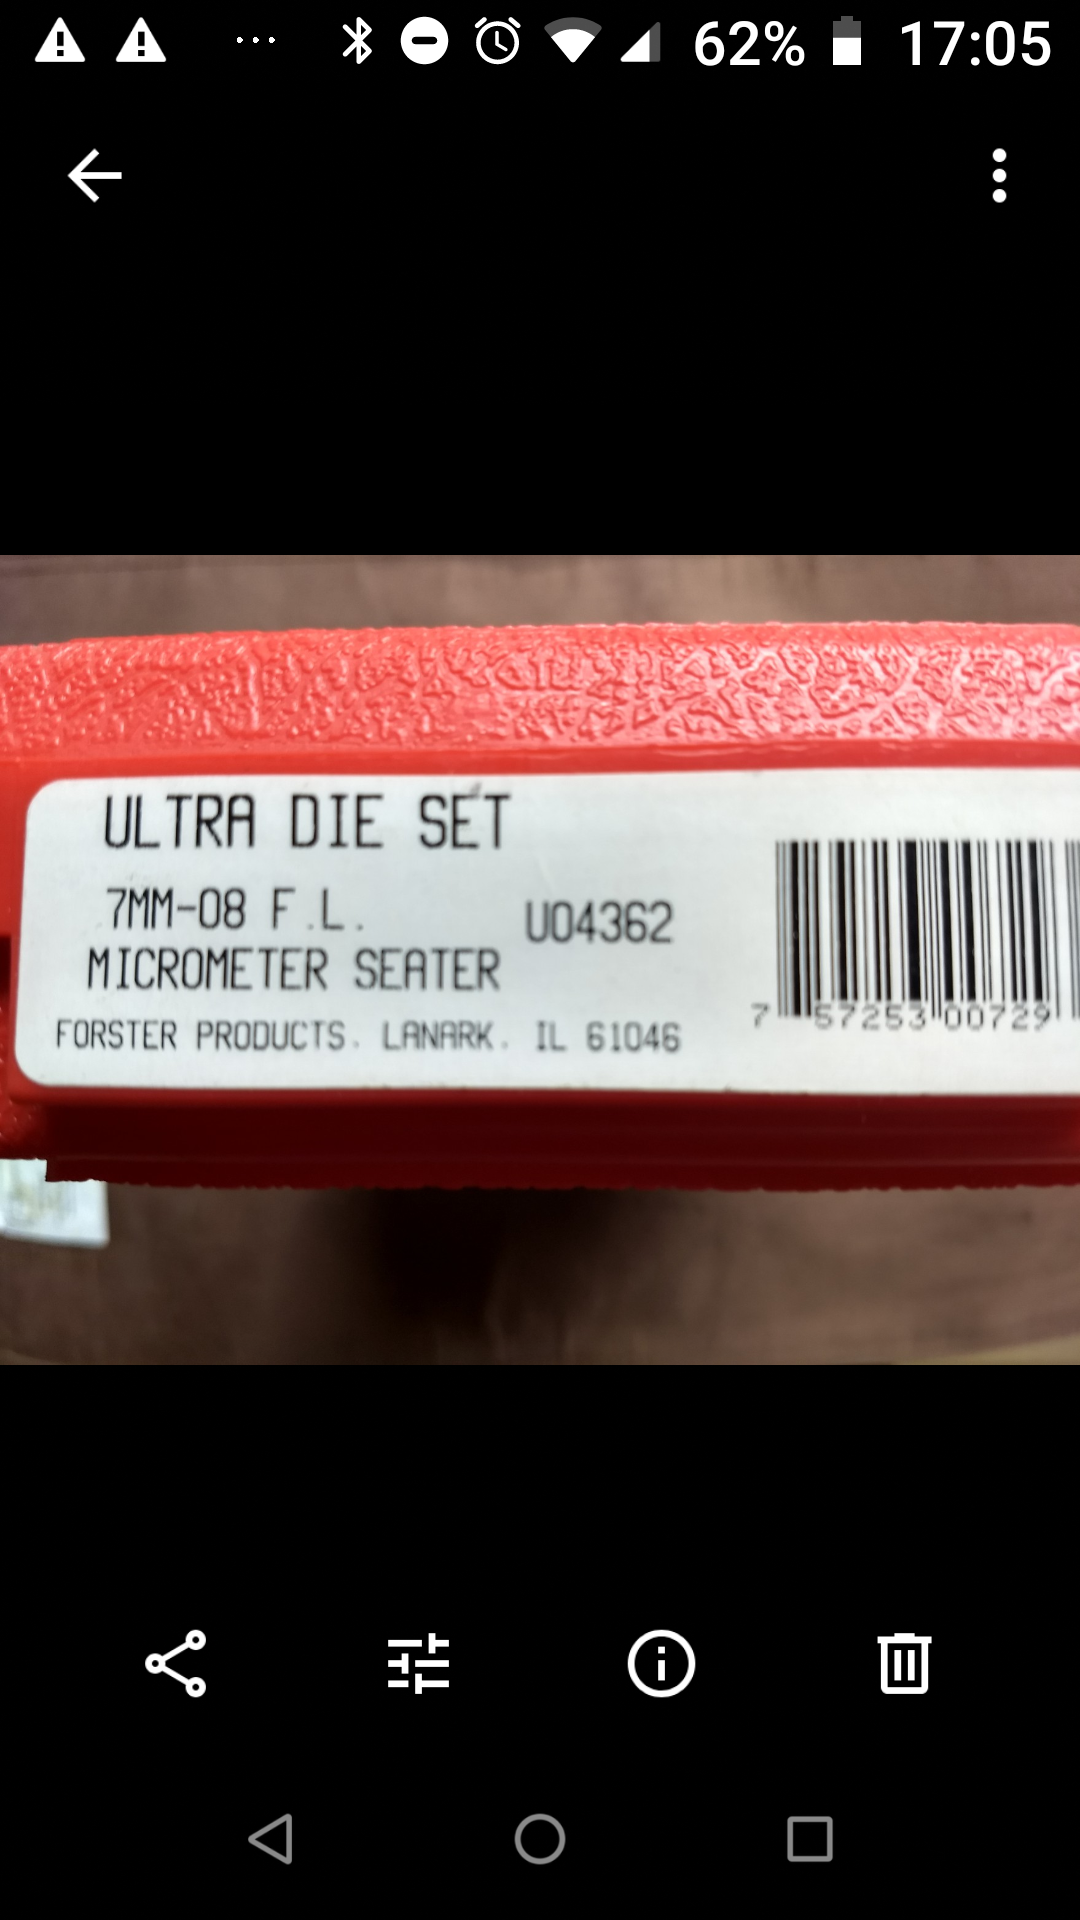 62% 17:05
ULTRA DIE SET
7MM-08 F.L. U04362
MICROMETER SEATER
FORSTER PRODUCTS. LANARK. IL 61046
7 57253 00729